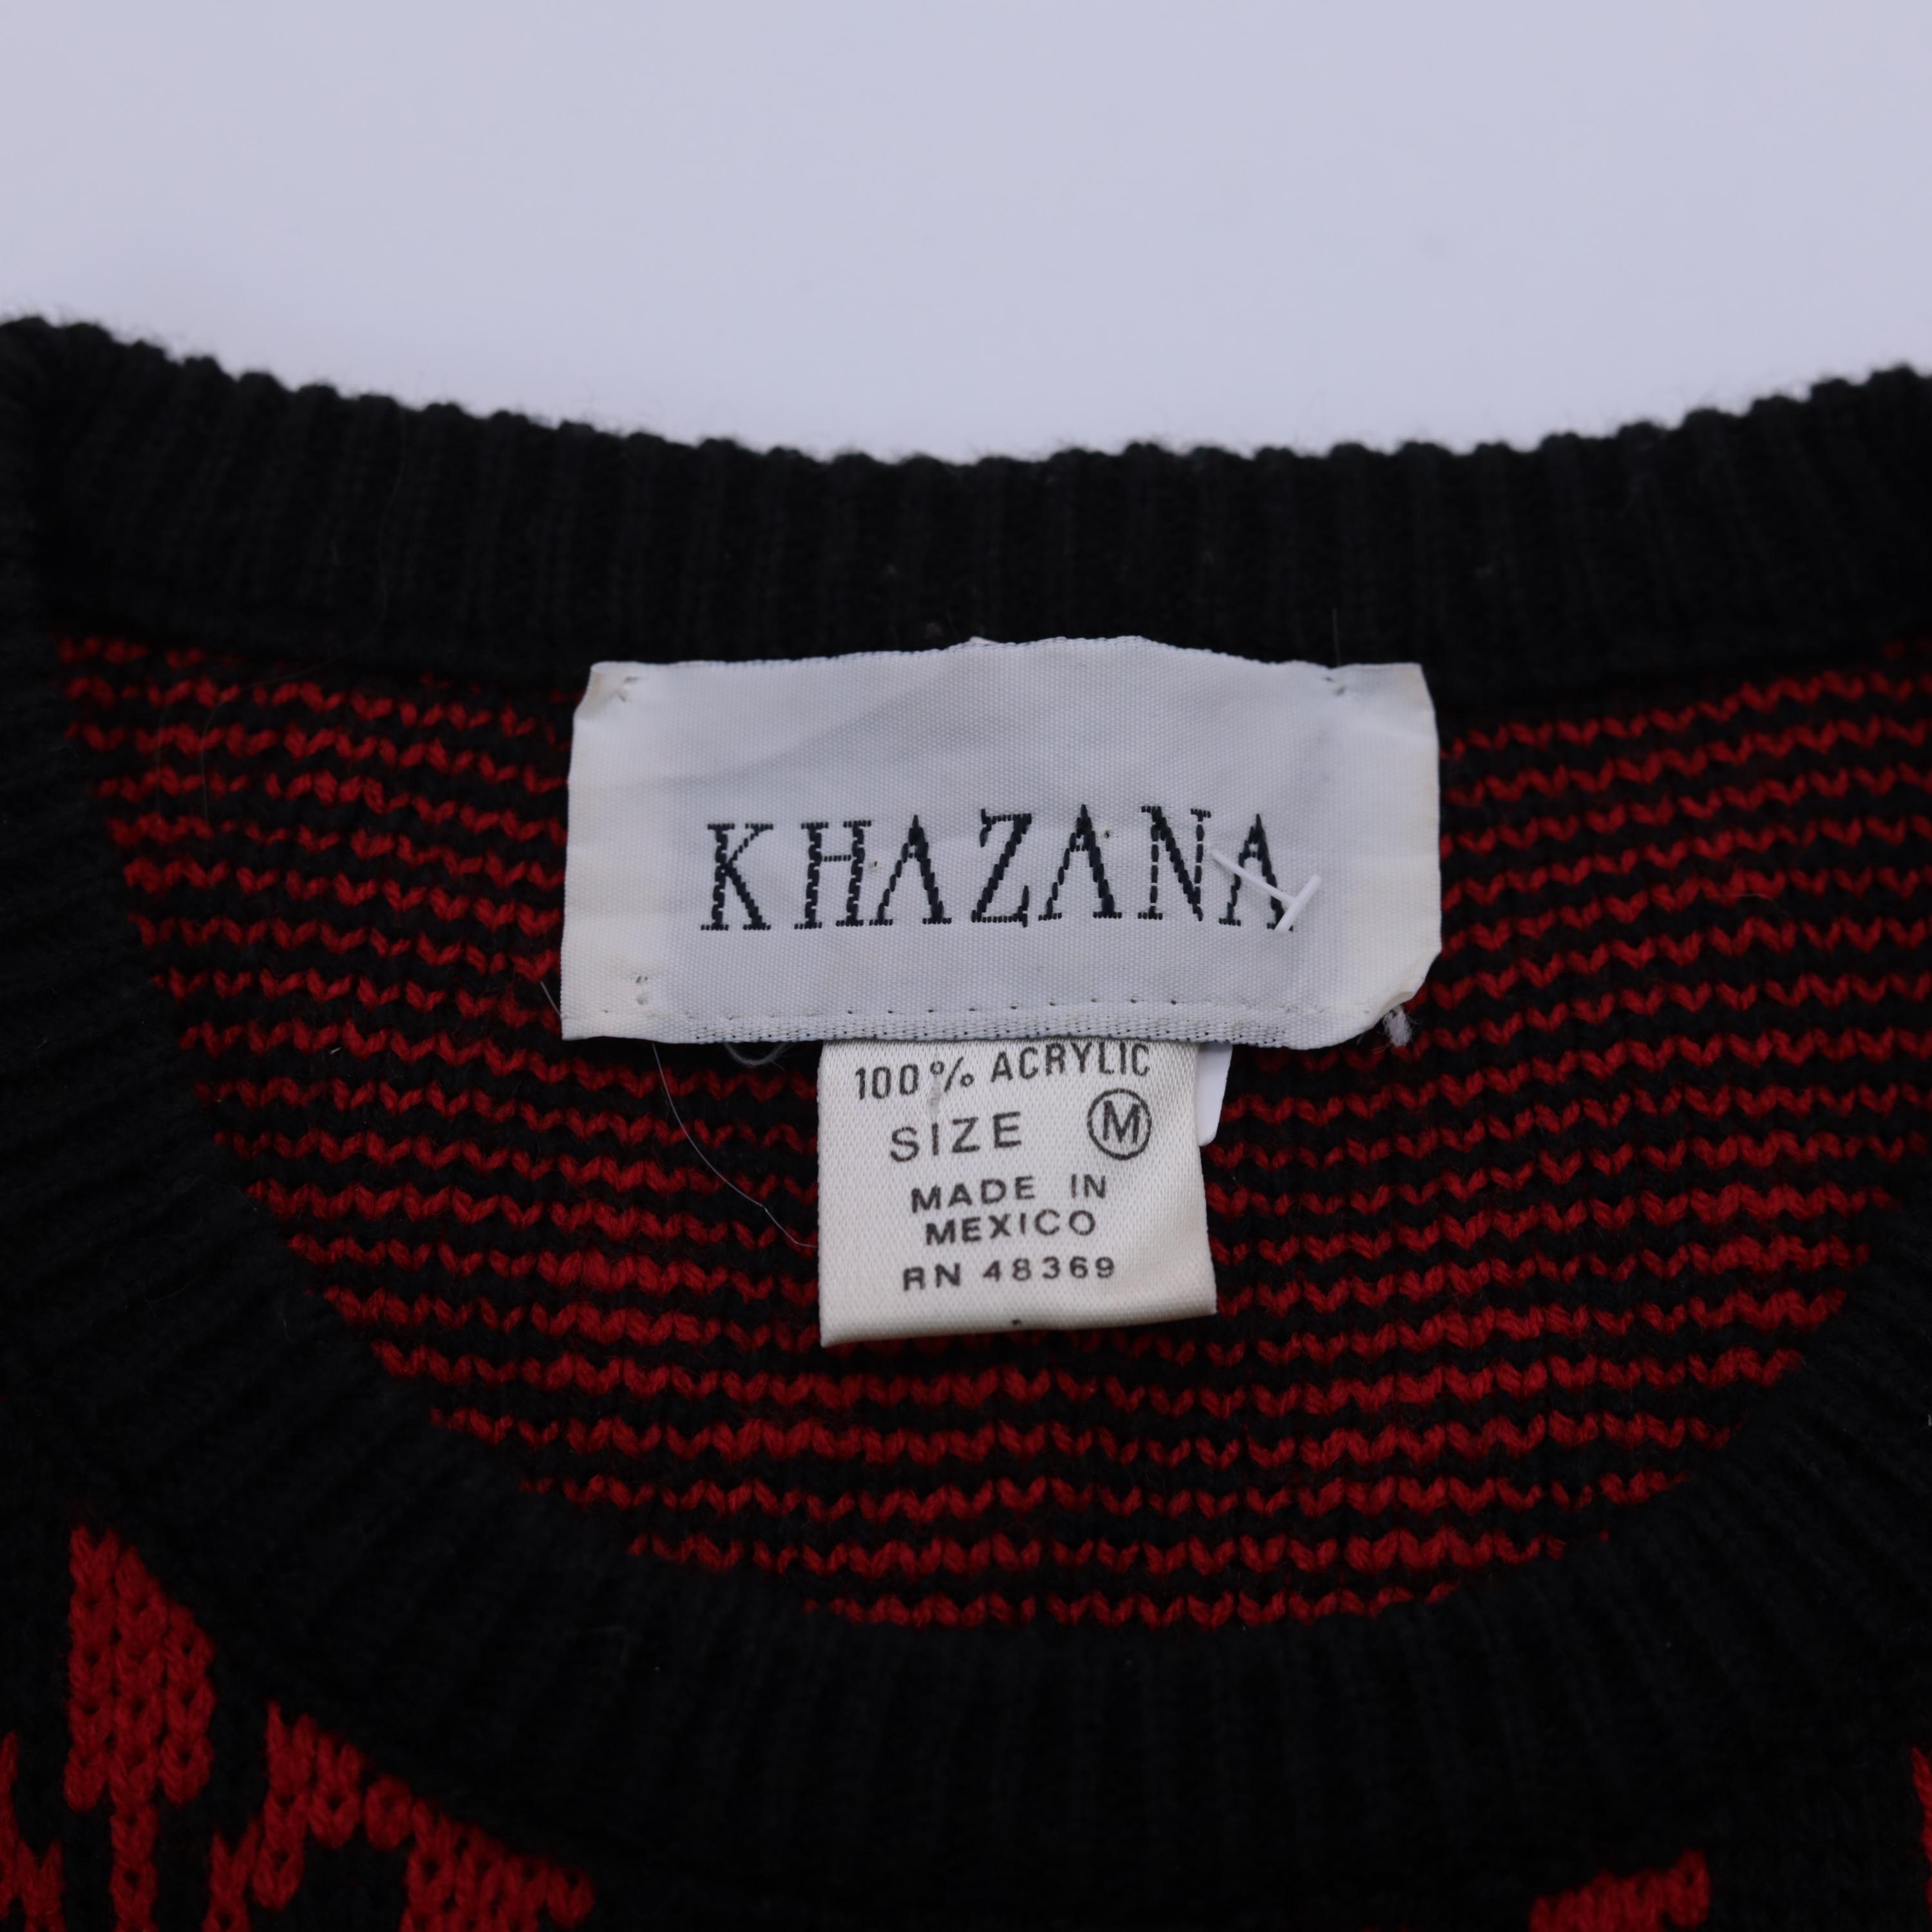 KHAZANA
100% ACRYLIC
SIZE Ⓜ
MADE IN
MEXICO
RN 48369